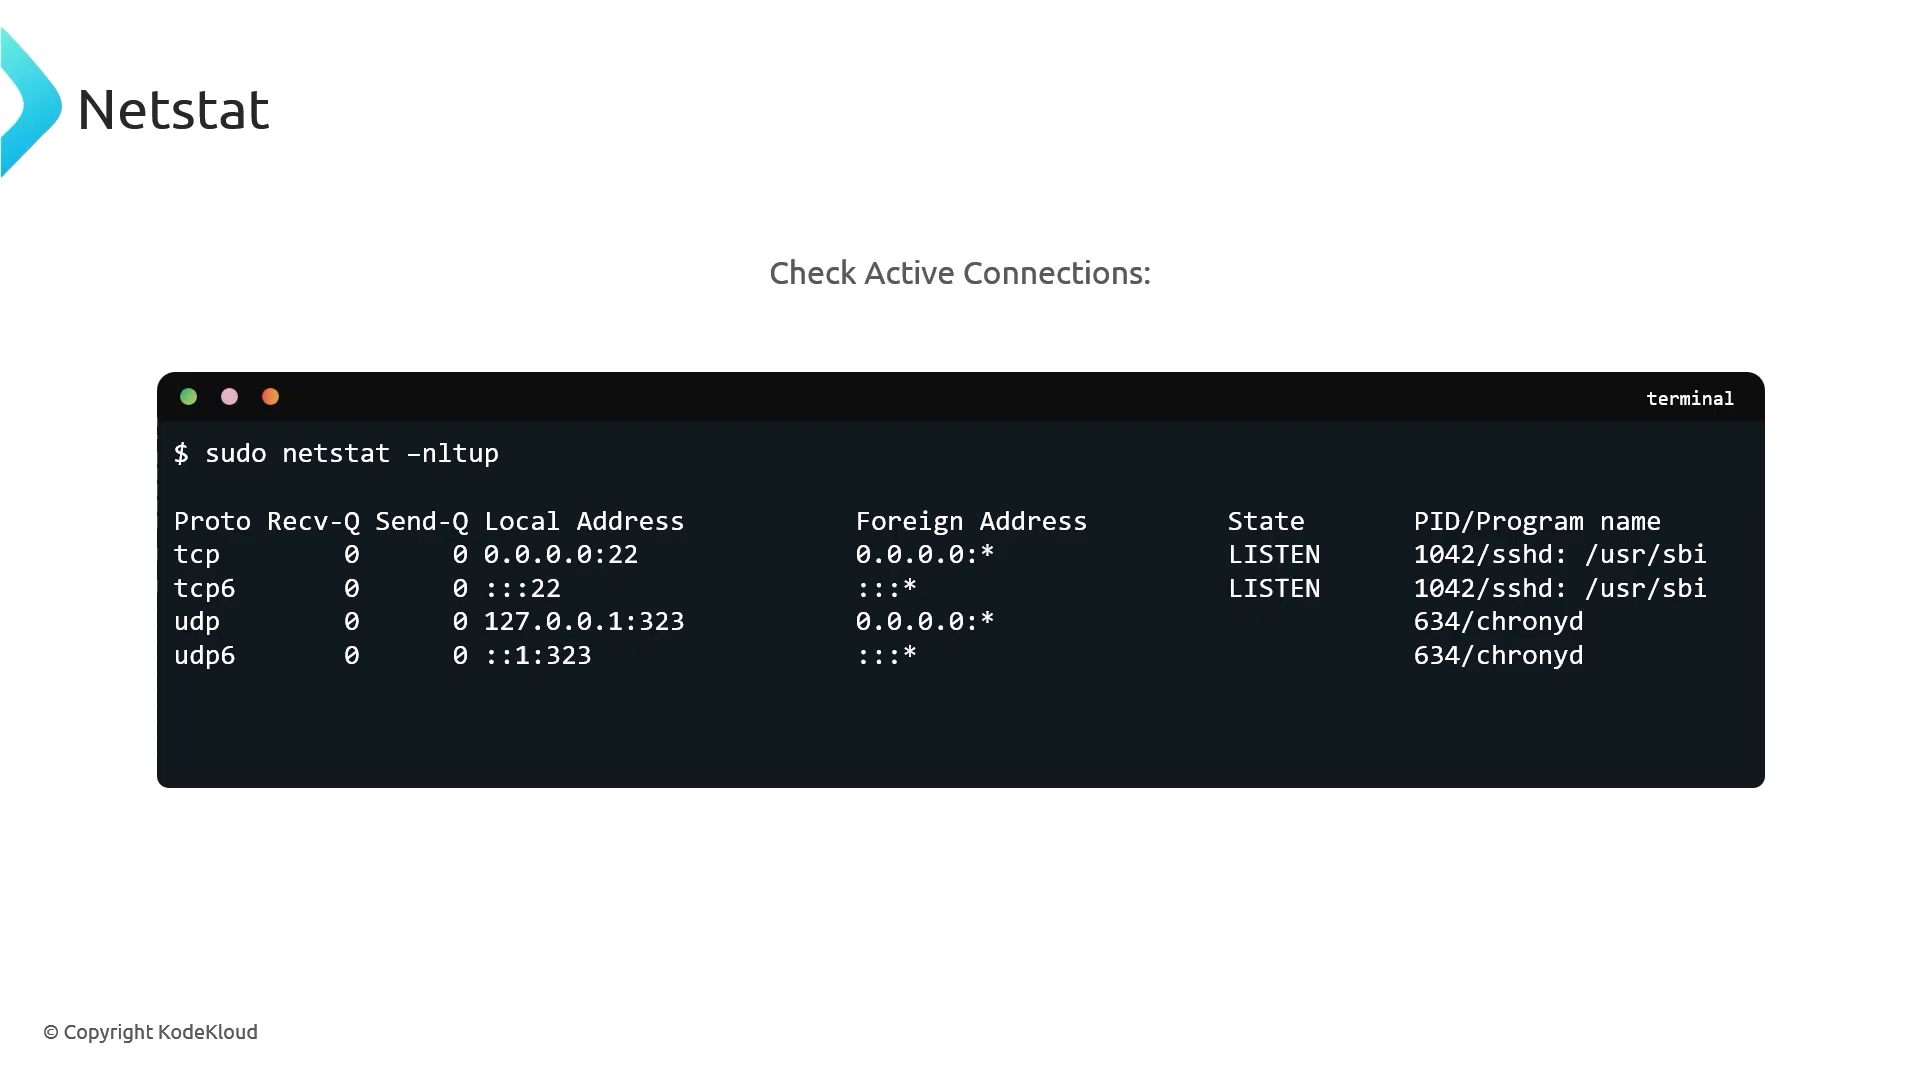 Netstat
Check Active Connections:
terminal
$ sudo netstat –nltup
Proto Recv-Q Send-Q Local Address           Foreign Address         State       PID/Program name
tcp        0      0 0.0.0.0:22              0.0.0.0:*               LISTEN      1042/sshd: /usr/sbi
tcp6       0      0 :::22                   :::*                    LISTEN      1042/sshd: /usr/sbi
udp        0      0 127.0.0.1:323           0.0.0.0:*                           634/chronyd
udp6       0      0 ::1:323                 :::*                                634/chronyd
© Copyright KodeKloud